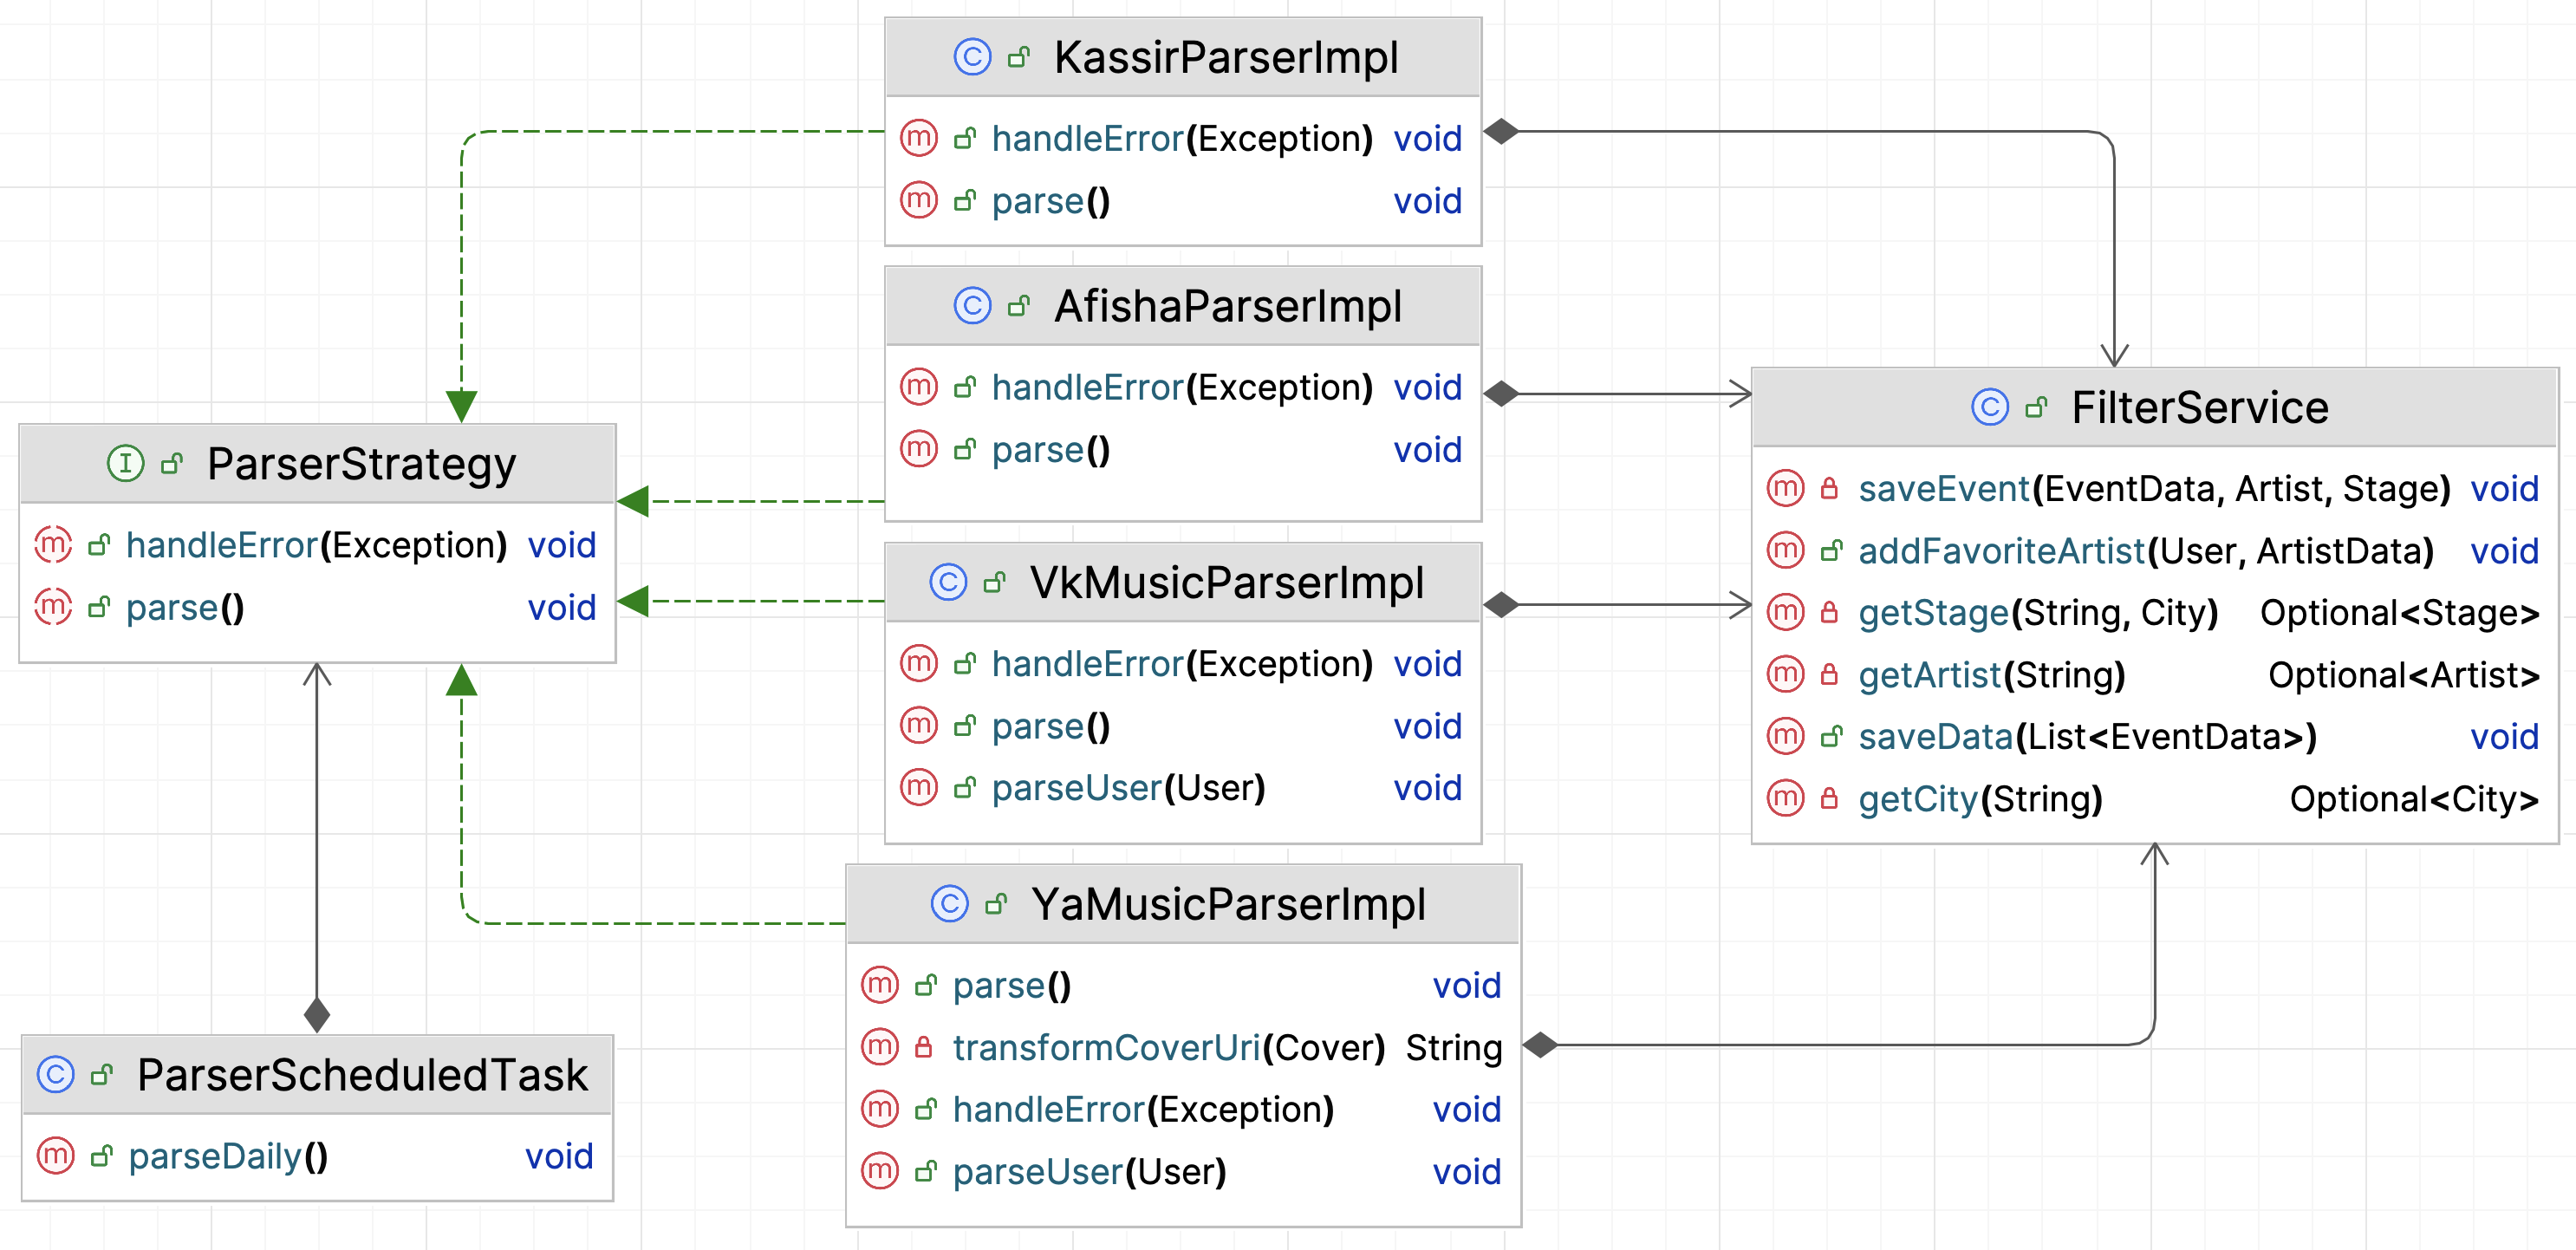 KassirParserImpl
handleError(Exception) void
parse() void
AfishaParserImpl
handleError(Exception) void
parse() void
ParserStrategy
handleError(Exception) void
parse() void
VkMusicParserImpl
handleError(Exception) void
parse() void
parseUser(User) void
FilterService
saveEvent(EventData, Artist, Stage) void
addFavoriteArtist(User, ArtistData) void
getStage(String, City) Optional<Stage>
getArtist(String) Optional<Artist>
saveData(List<EventData>) void
getCity(String) Optional<City>
YaMusicParserImpl
parse() void
transformCoverUri(Cover) String
handleError(Exception) void
parseUser(User) void
ParserScheduledTask
parseDaily() void